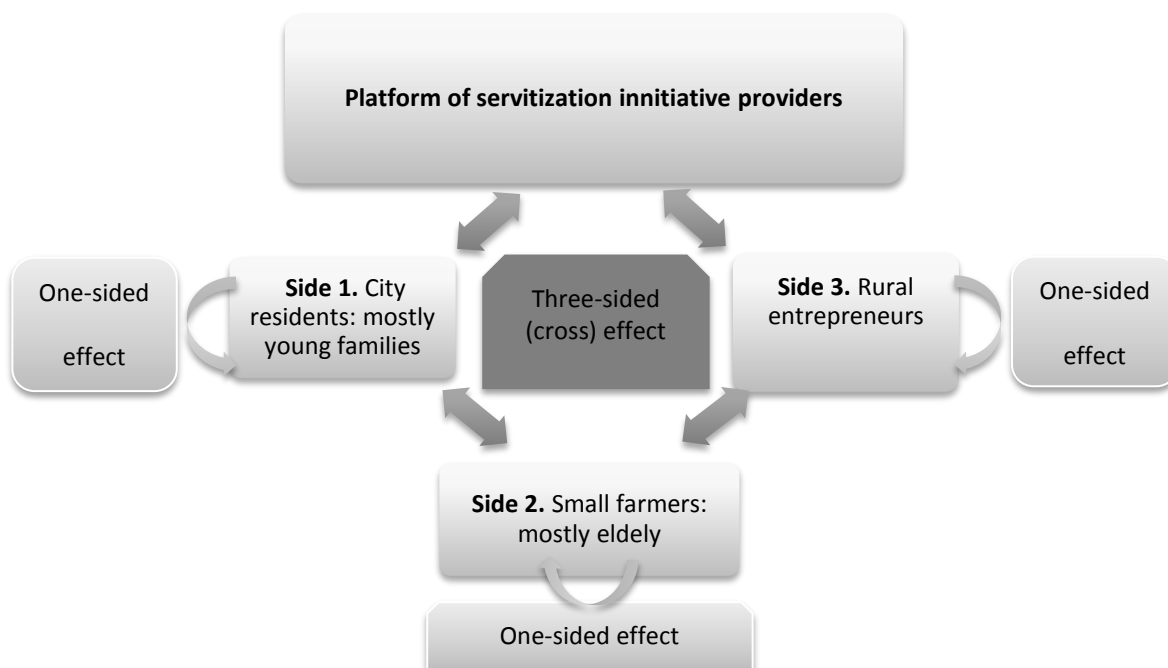 Platform of servitization innitiative providers
One-sided
effect
Side 1. City
residents: mostly
young families
Three-sided
(cross) effect
Side 3. Rural
entrepreneurs
One-sided
effect
Side 2. Small farmers:
mostly eldely
One-sided effect